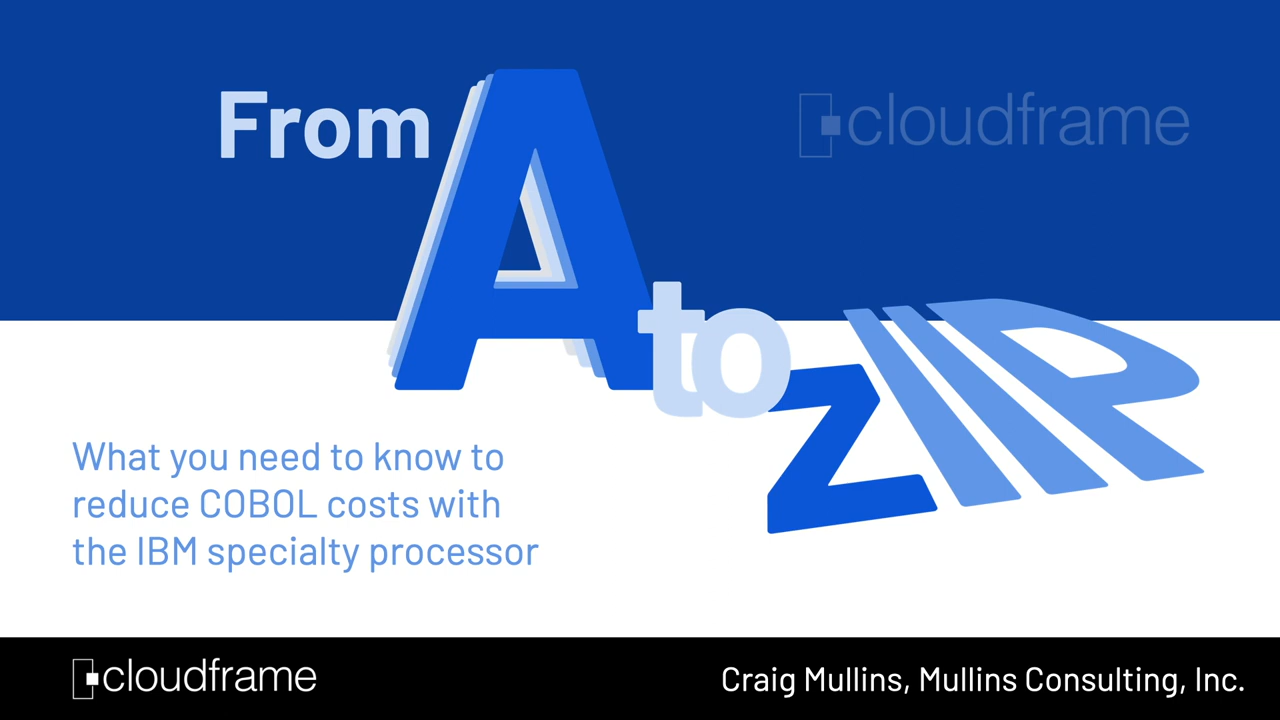 From
A
cloudframe
to
zIIP
What you need to know to
reduce COBOL costs with
the IBM specialty processor
cloudframe
Craig Mullins, Mullins Consulting, Inc.